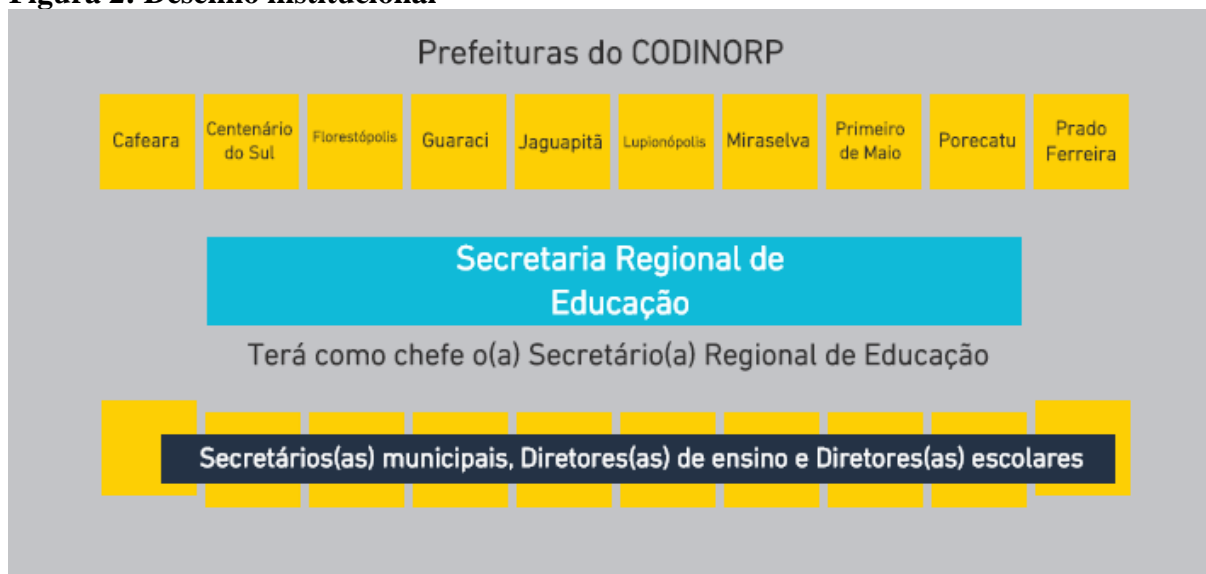 Figura 2: Desenho institucional
Prefeituras do CODINORP
Cafeara
Centenário
do Sul
Florestópolis
Guaraci
Jaguapitã
Lupionópolis
Miraselva
Primeiro
de Maio
Porecatu
Prado
Ferreira
Secretaria Regional de
Educação
Terá como chefe o(a) Secretário(a) Regional de Educação
Secretários(as) municipais, Diretores(as) de ensino e Diretores(as) escolares